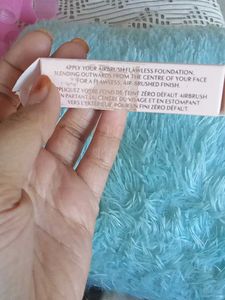 APPLY YOUR AIRBRUSH FLAWLESS FOUNDATION,
BLENDING OUTWARDS FROM THE CENTRE OF YOUR FACE
FOR A FLAWLESS, AIR-BRUSHED FINISH.
APPLIQUEZ VOTRE FOND DE TEINT ZÉRO DÉFAUT AIRBRUSH
EN PARTANT DU CENTRE DU VISAGE ET EN ESTOMPANT
VERS L'EXTÉRIEUR, POUR UN FINI ZÉRO DÉFAUT.